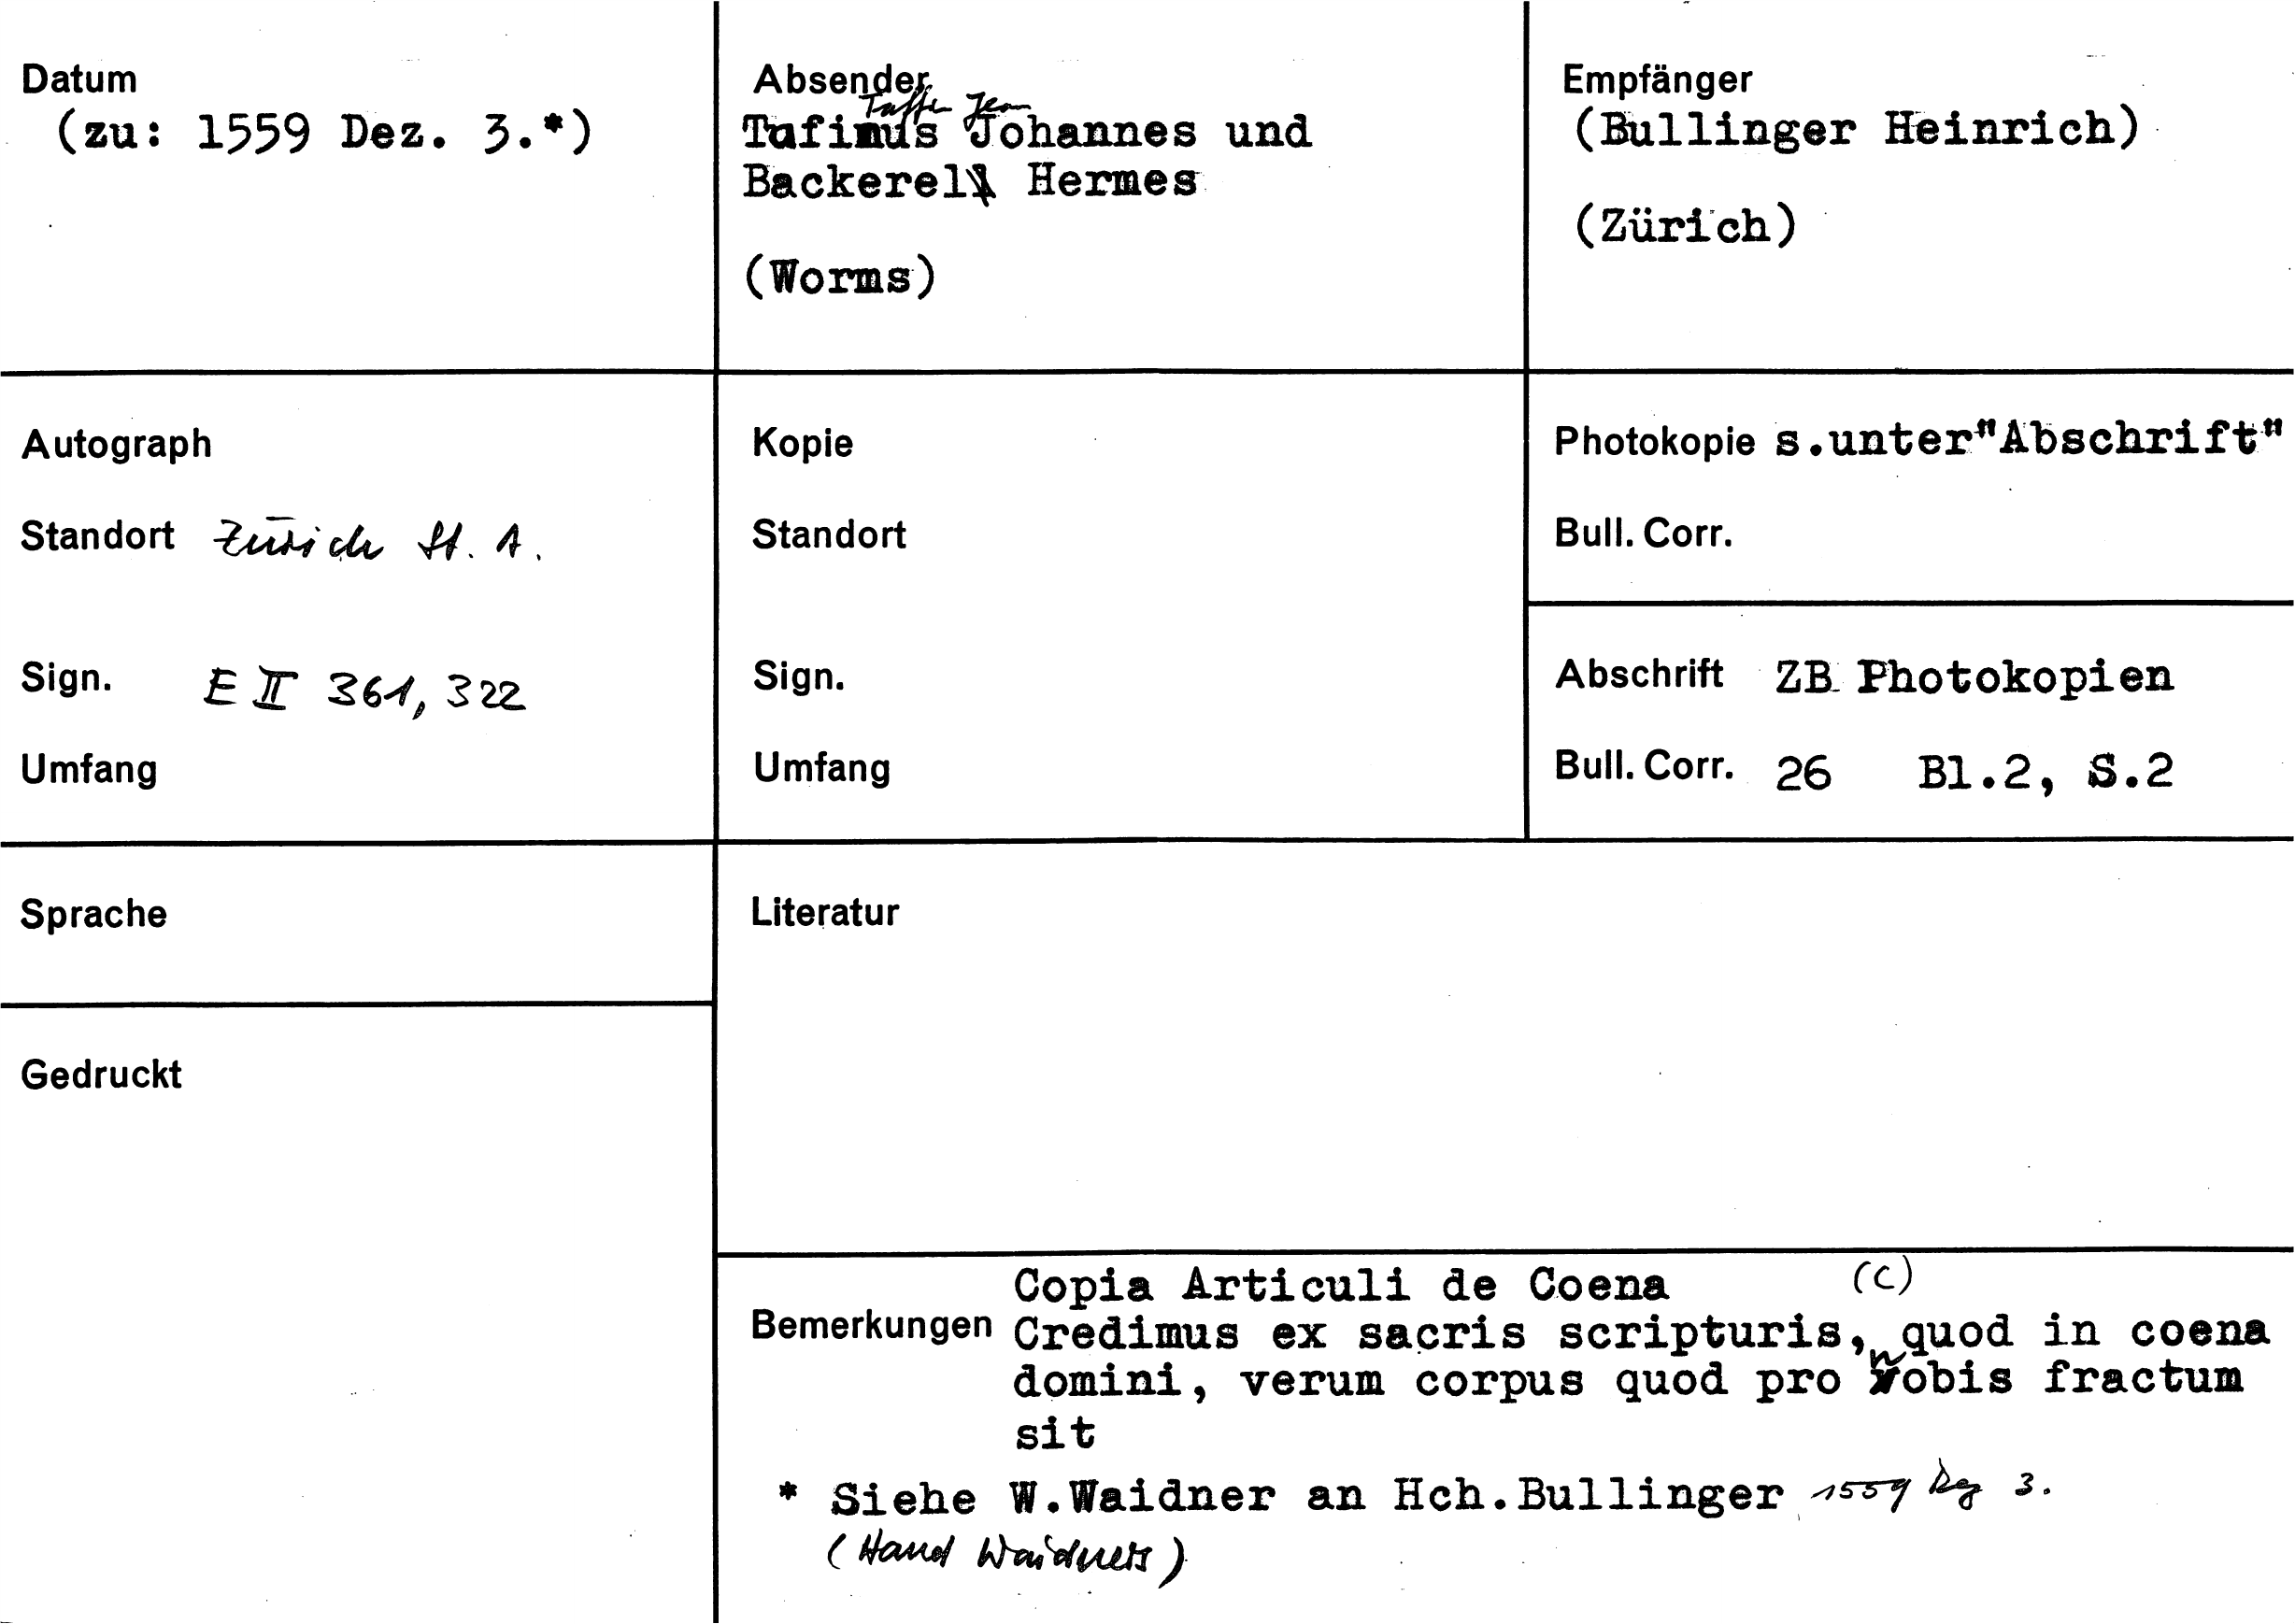 Datum
(zu: 1559 Dez. 3.*)
Absender
Taffin Jean
Tafinus Johannes und
Backerel Hermes
(Worms)
Empfänger
(Bullinger Heinrich)
(Zürich)
Autograph
Standort Zürich St. A.
Sign. E II 361, 322
Umfang
Kopie
Standort
Sign.
Umfang
Photokopie s.unter"Abschrift"
Bull. Corr.
Abschrift ZB Photokopien
Bull. Corr. 26 Bl.2, S.2
Sprache
Gedruckt
Literatur
Bemerkungen
Copia Articuli de Coena (C)
Credimus ex sacris scripturis, quod in coena
domini, verum corpus quod pro nobis fractum
sit
* Siehe W.Waidner an Hch.Bullinger 1559 Dez 3.
(Hand Waidners)